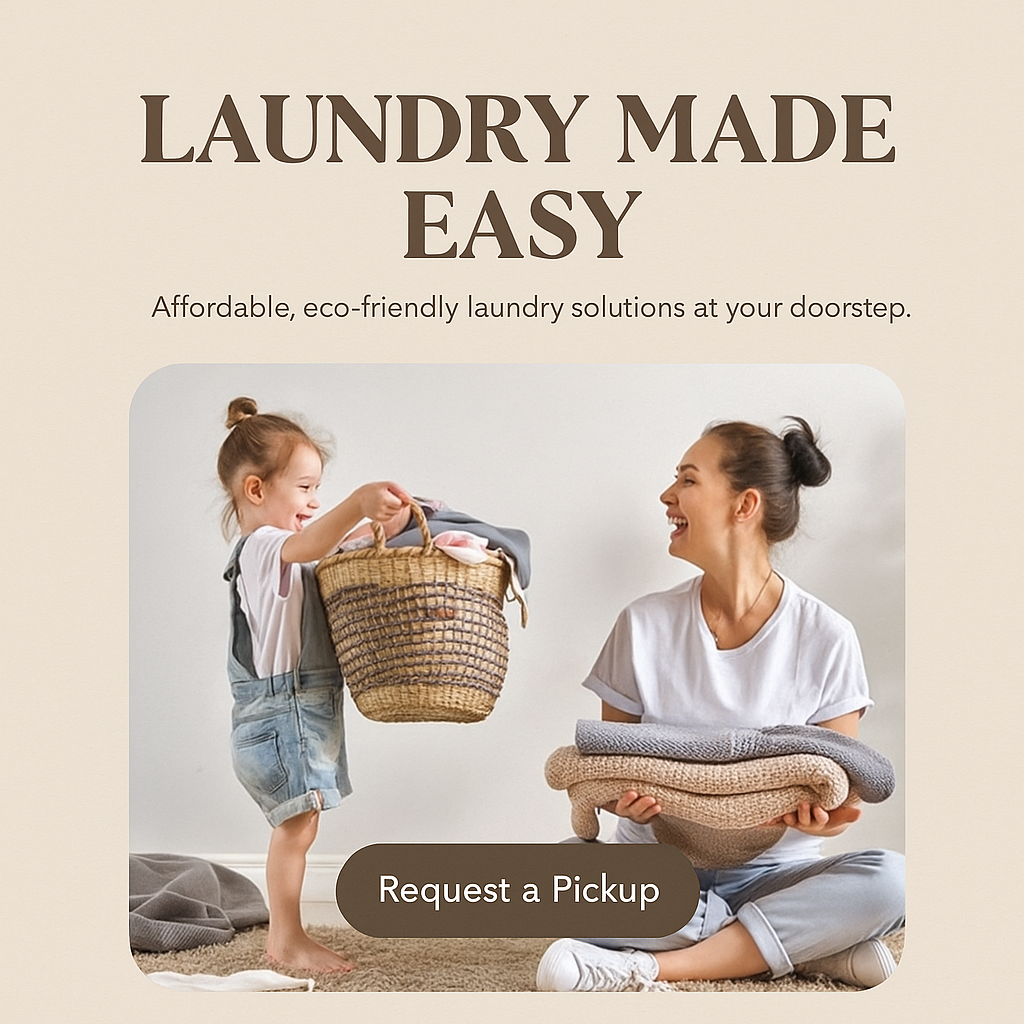 LAUNDRY MADE
EASY
Affordable, eco-friendly laundry solutions at your doorstep.
Request a Pickup